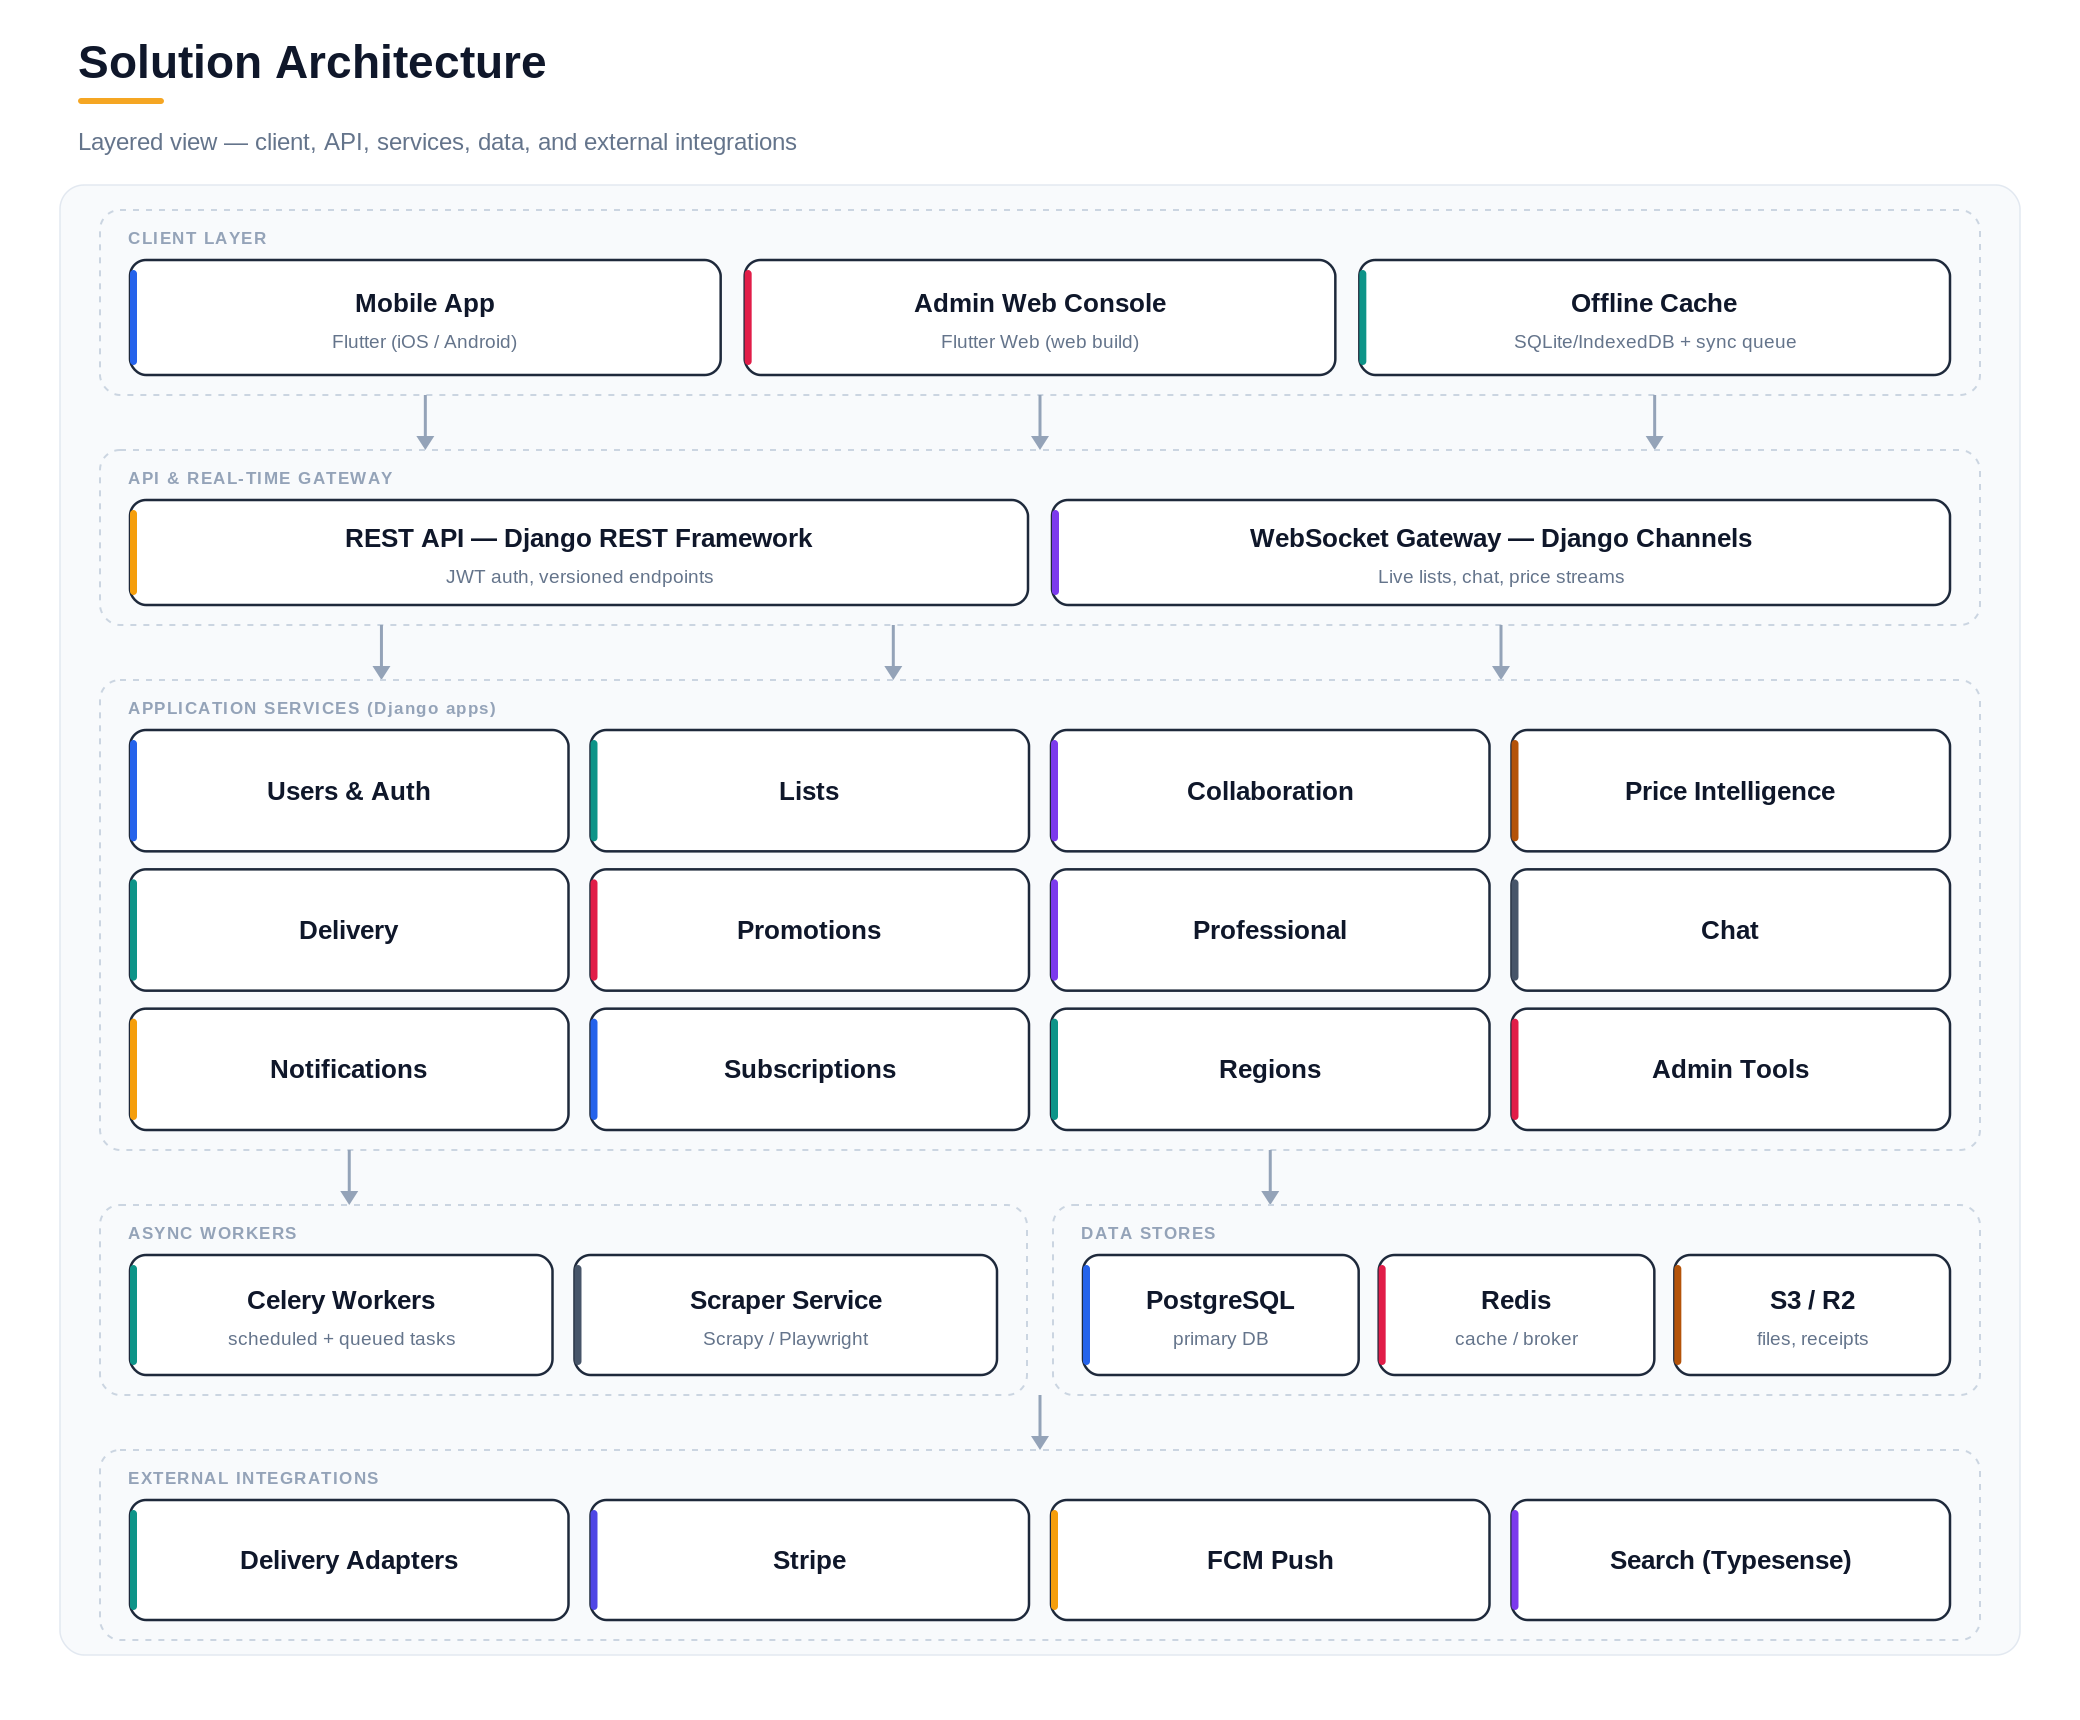 Solution Architecture
Layered view — client, API, services, data, and external integrations
CLIENT LAYER
Mobile App
Flutter (iOS / Android)
Admin Web Console
Flutter Web (web build)
Offline Cache
SQLite/IndexedDB + sync queue
API & REAL-TIME GATEWAY
REST API — Django REST Framework
JWT auth, versioned endpoints
WebSocket Gateway — Django Channels
Live lists, chat, price streams
APPLICATION SERVICES (Django apps)
Users & Auth
Lists
Collaboration
Price Intelligence
Delivery
Promotions
Professional
Chat
Notifications
Subscriptions
Regions
Admin Tools
ASYNC WORKERS
Celery Workers
scheduled + queued tasks
Scraper Service
Scrapy / Playwright
DATA STORES
PostgreSQL
primary DB
Redis
cache / broker
S3 / R2
files, receipts
EXTERNAL INTEGRATIONS
Delivery Adapters
Stripe
FCM Push
Search (Typesense)